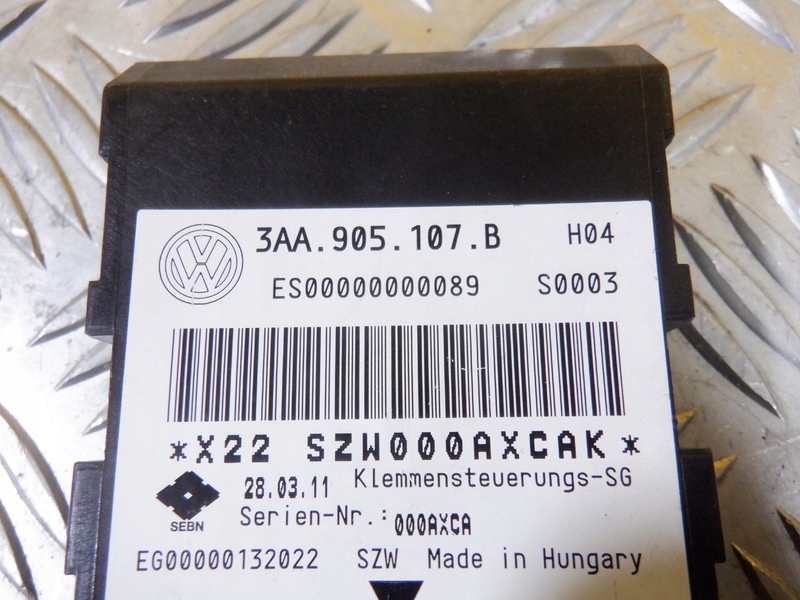 3AA.905.107.B H04
ES00000000089 S0003
*X22 SZW000AXCAK*
28.03.11 Klemmensteuerungs-SG
SEBN Serien-Nr.: 000AXCA
EG00000132022 SZW Made in Hungary